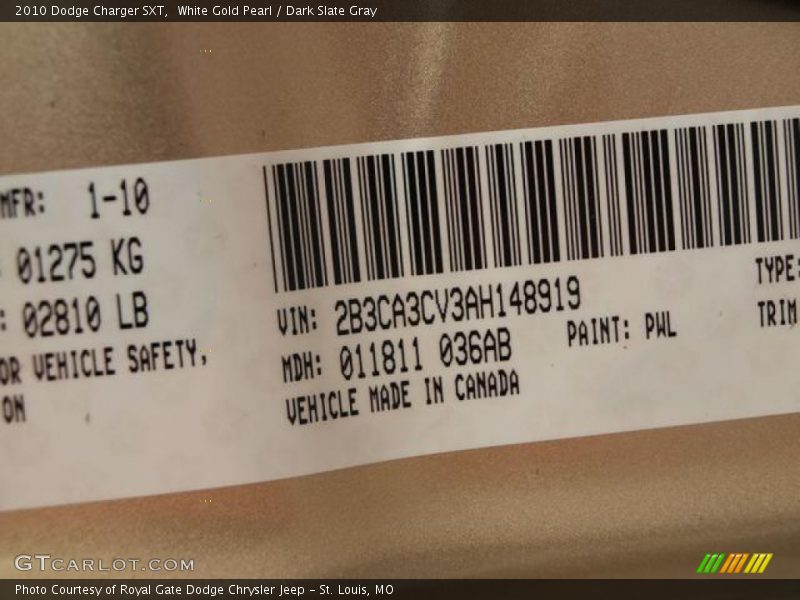 2010 Dodge Charger SXT,  White Gold Pearl / Dark Slate Gray
MFR: 1-10
: 01275 KG
: 02810 LB
OR VEHICLE SAFETY,
ON
VIN: 2B3CA3CV3AH148919
TYPE:
MDH: 011811 036AB
PAINT: PWL
TRIM
VEHICLE MADE IN CANADA
GTCARLOT.COM
Photo Courtesy of Royal Gate Dodge Chrysler Jeep - St. Louis, MO